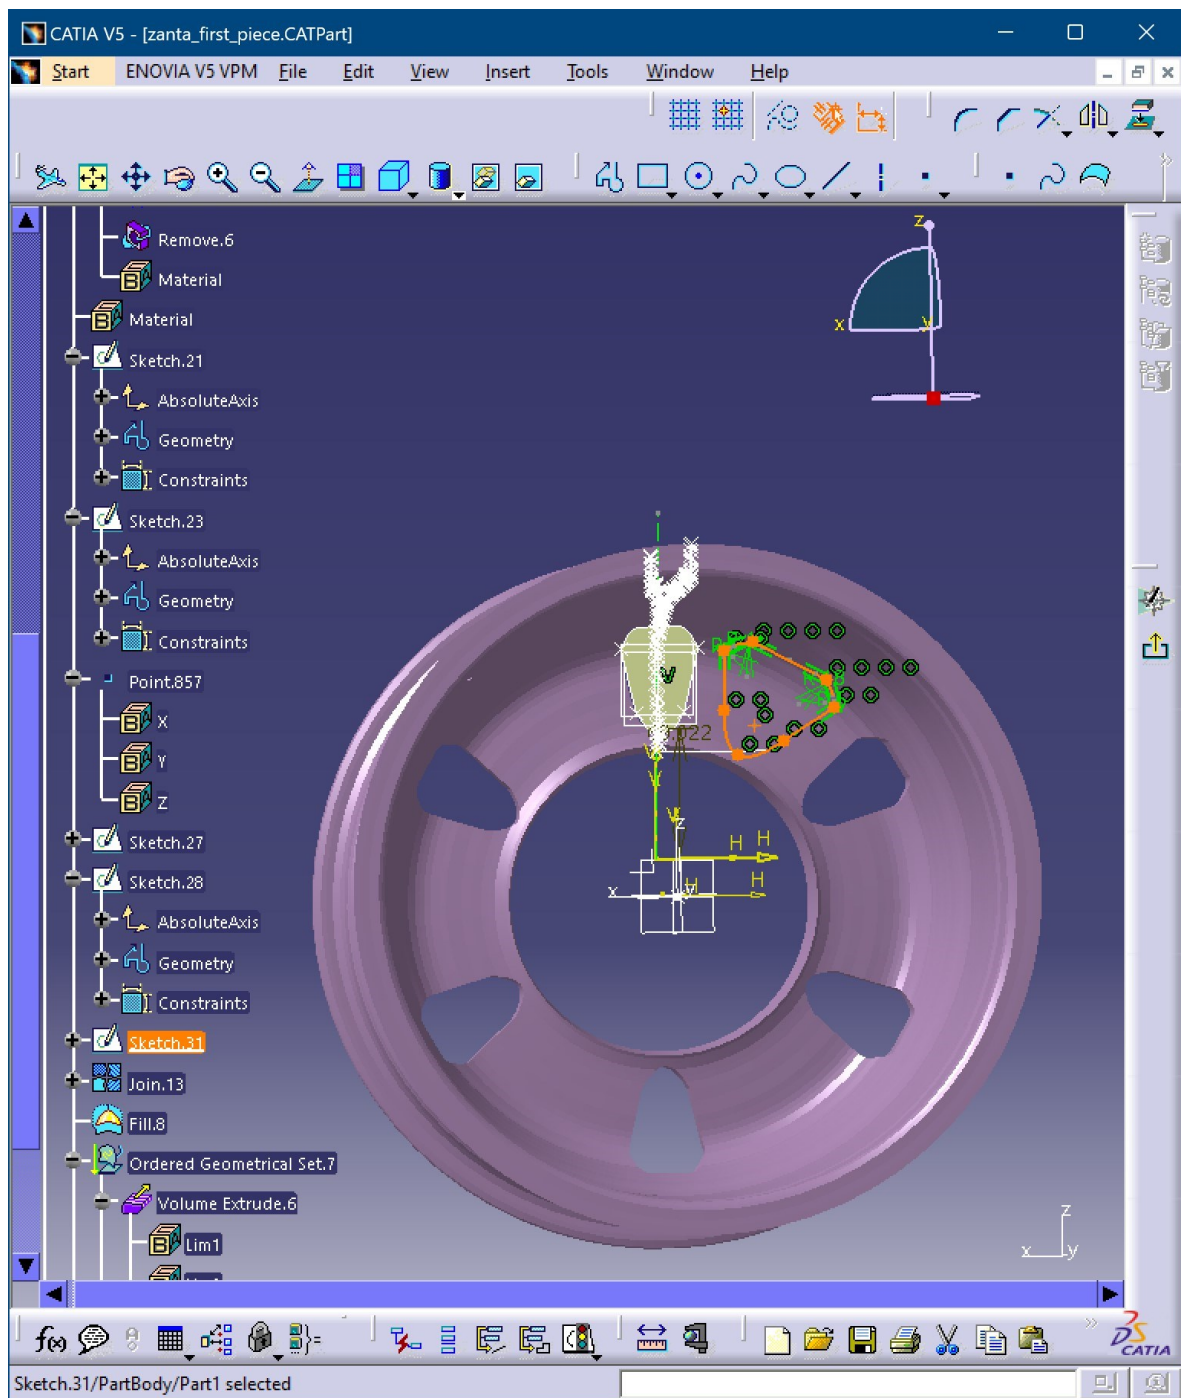 CATIA V5 - [zanta_first_piece.CATPart]
Start ENOVIA V5 VPM File Edit View Insert Tools Window Help
Remove.6
Material
Material
Sketch.21
AbsoluteAxis
Geometry
Constraints
Sketch.23
AbsoluteAxis
Geometry
Constraints
Point.857
X
Y
Z
Sketch.27
Sketch.28
AbsoluteAxis
Geometry
Constraints
Sketch.31
Join.13
Fill.8
Ordered Geometrical Set.7
Volume Extrude.6
Lim1
z
x
y
V
V
V
H H
z
H
H
x
y
z
x
y
f(x)
CATIA
Sketch.31/PartBody/Part1 selected